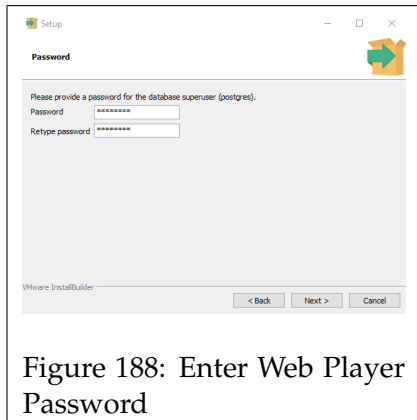 Setup
Password
Please provide a password for the database superuser (postgres).
Password ********
Retype password ********
VMware InstallBuilder
< Back Next > Cancel
Figure 188: Enter Web Player
Password